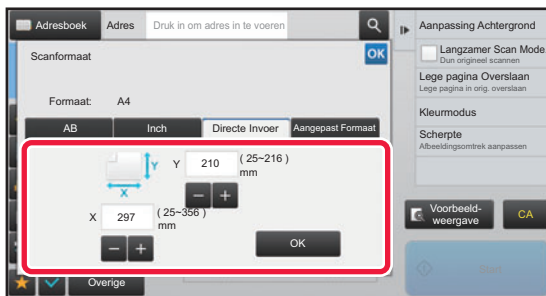 Adresboek
Adres
Druk in om adres in te voeren
Aanpassing Achtergrond
Scanformaat
OK
Langzamer Scan Mode
Dun origineel scannen
Lege pagina Overslaan
Lege pagina in orig. overslaan
Formaat: A4
Kleurmodus
AB
Inch
Directe Invoer
Aangepast Formaat
Scherpte
Afbeeldingsomtrek aanpassen
Y
Y 210 ( 25~216 )
mm
X
− +
X 297 ( 25~356 )
mm
− +
OK
Voorbeeld-
weergave
CA
Overige
Start